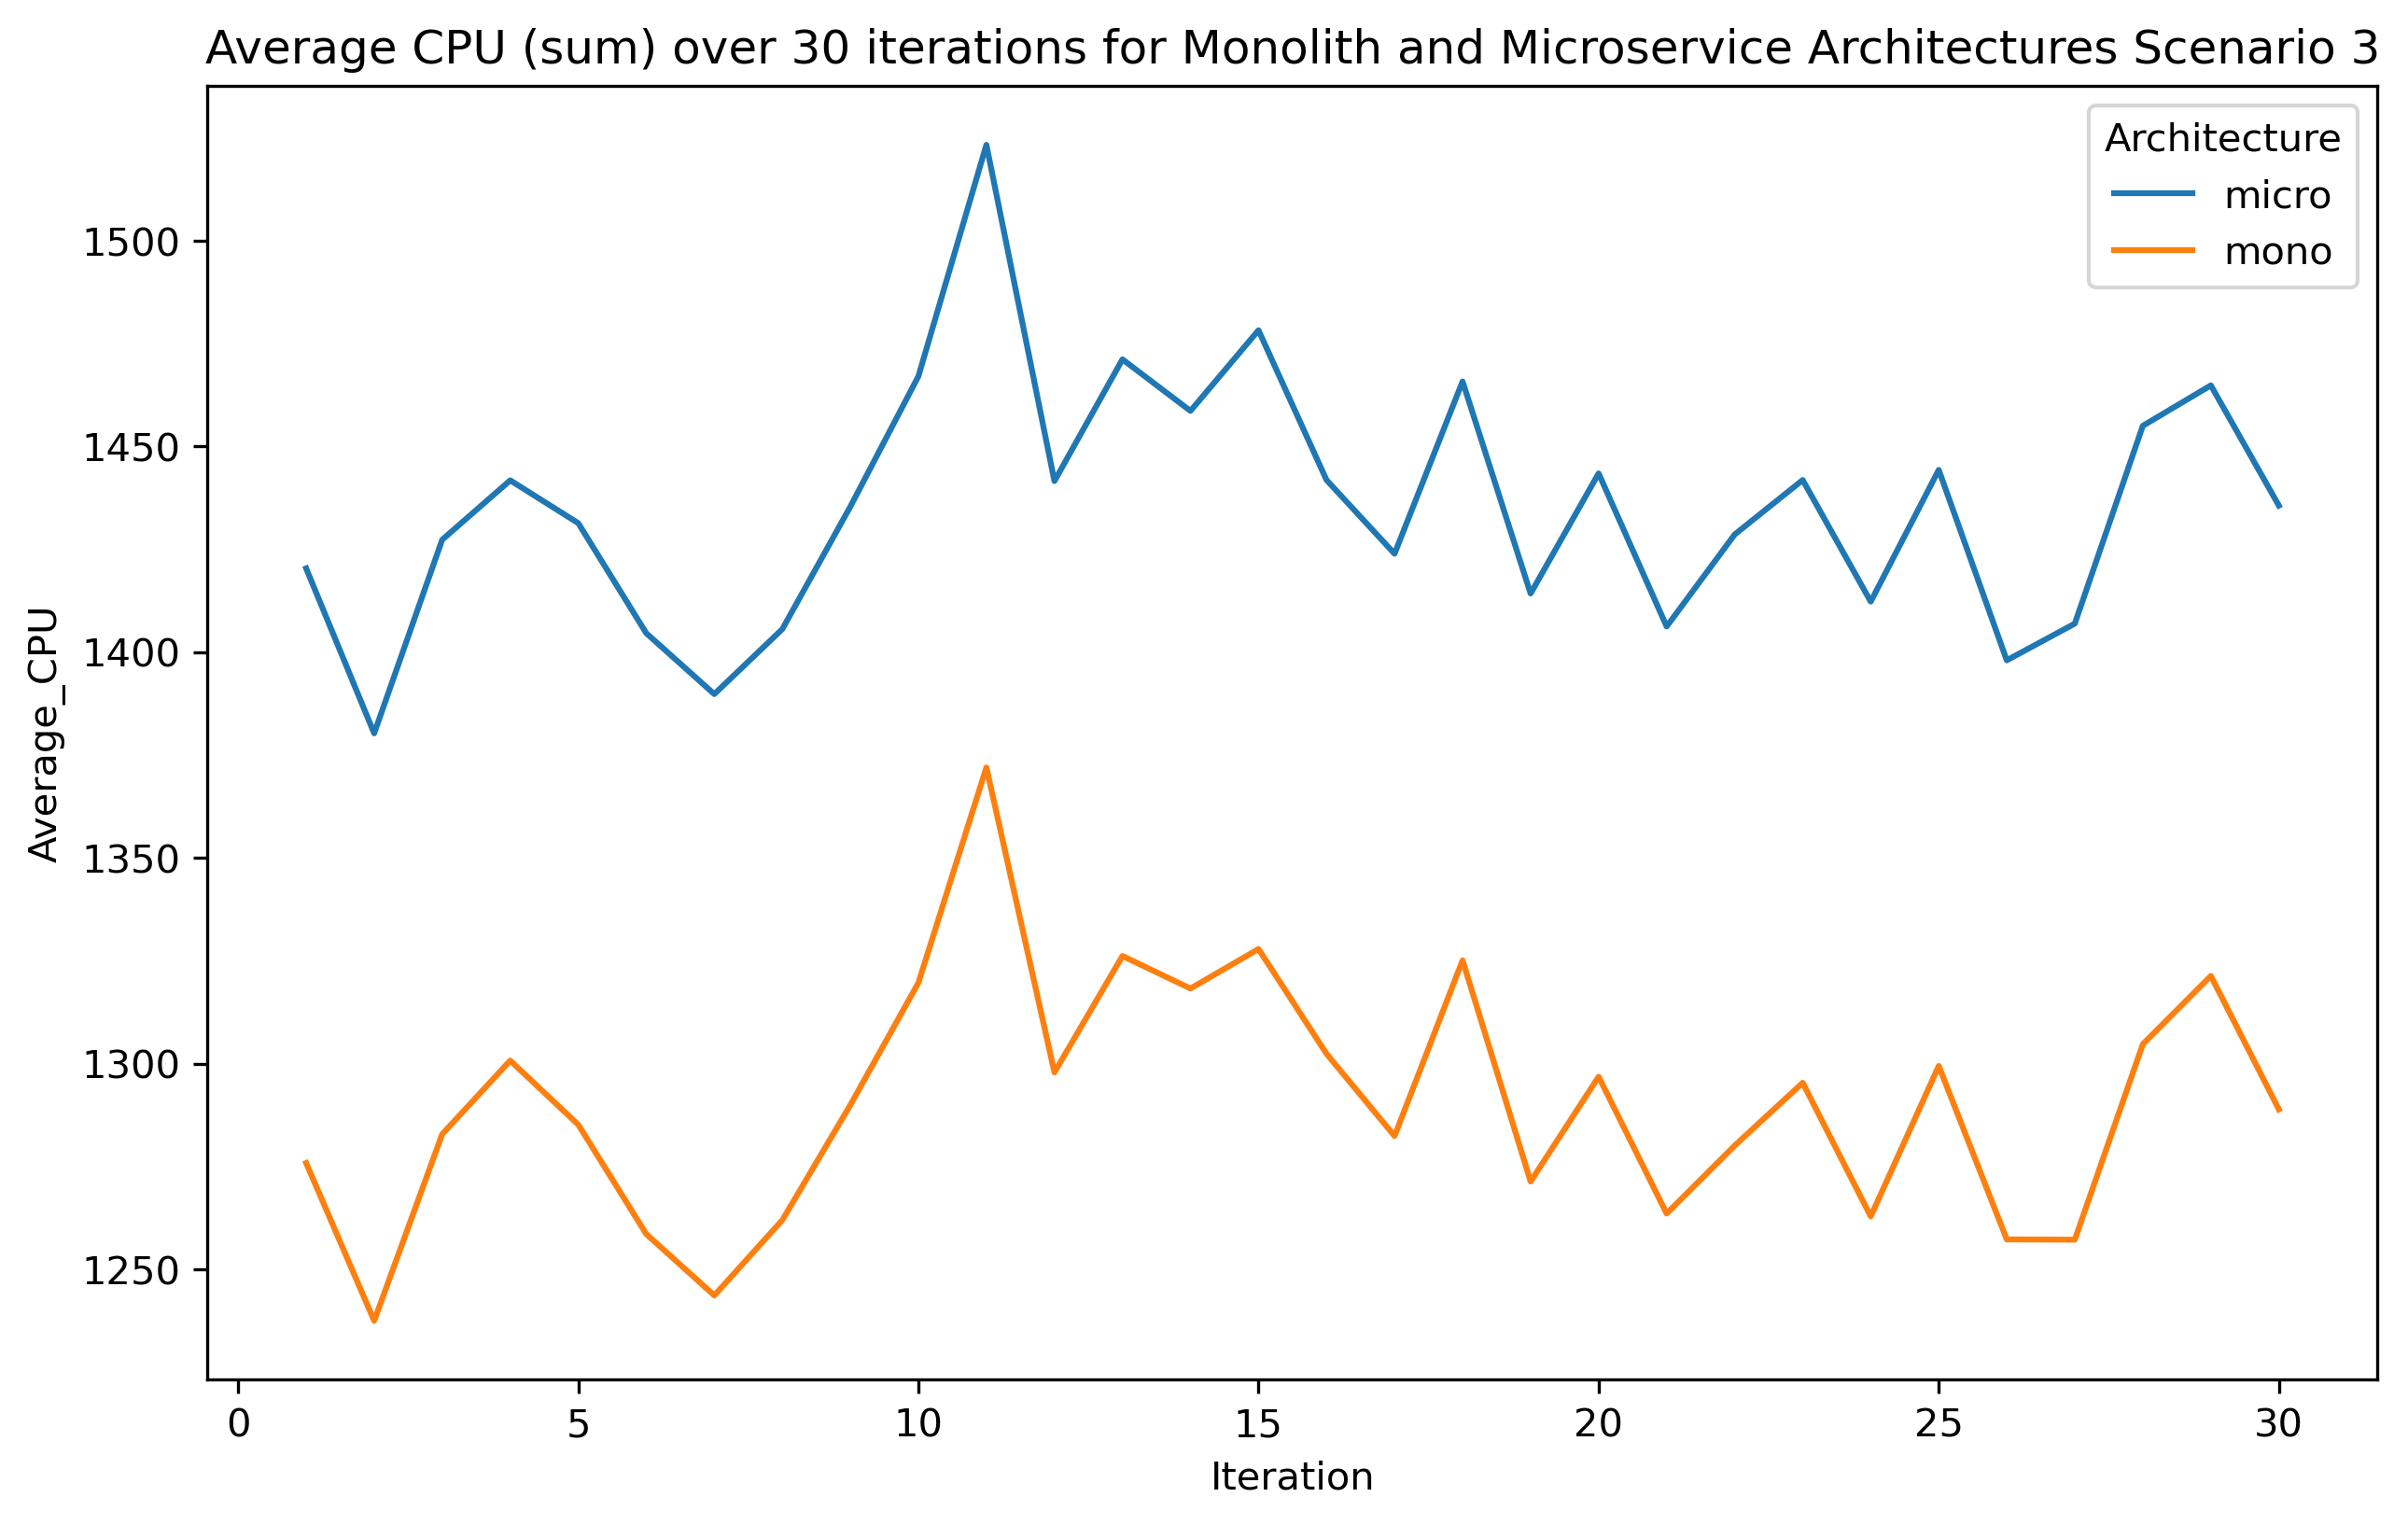 Average CPU (sum) over 30 iterations for Monolith and Microservice Architectures Scenario 3
Architecture
micro
mono
1500
1450
1400
1350
1300
1250
Average_CPU
0 5 10 15 20 25 30
Iteration